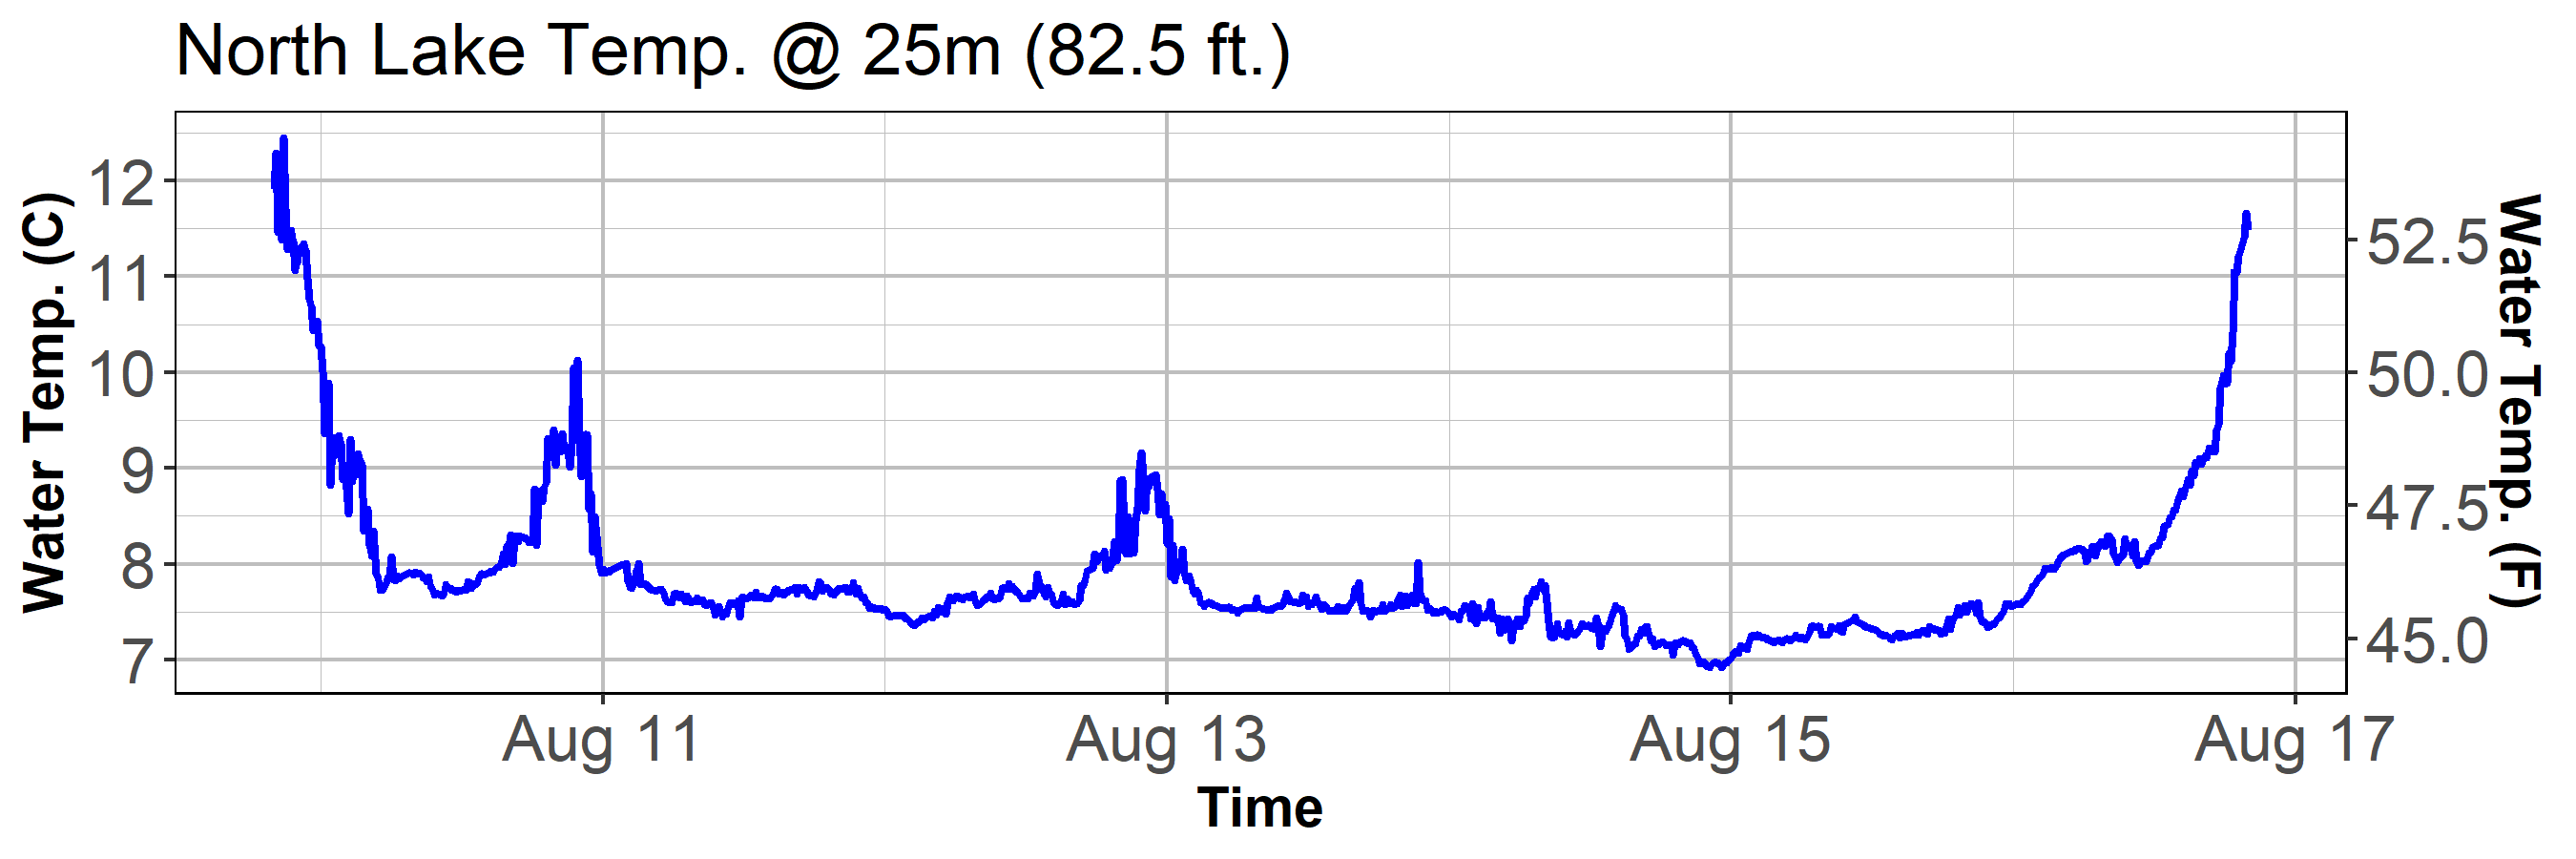 North Lake Temp. @ 25m (82.5 ft.)
Water Temp. (C)
12
11
10
9
8
7
52.5
50.0
47.5
45.0
Water Temp. (F)
Aug 11
Aug 13
Aug 15
Aug 17
Time